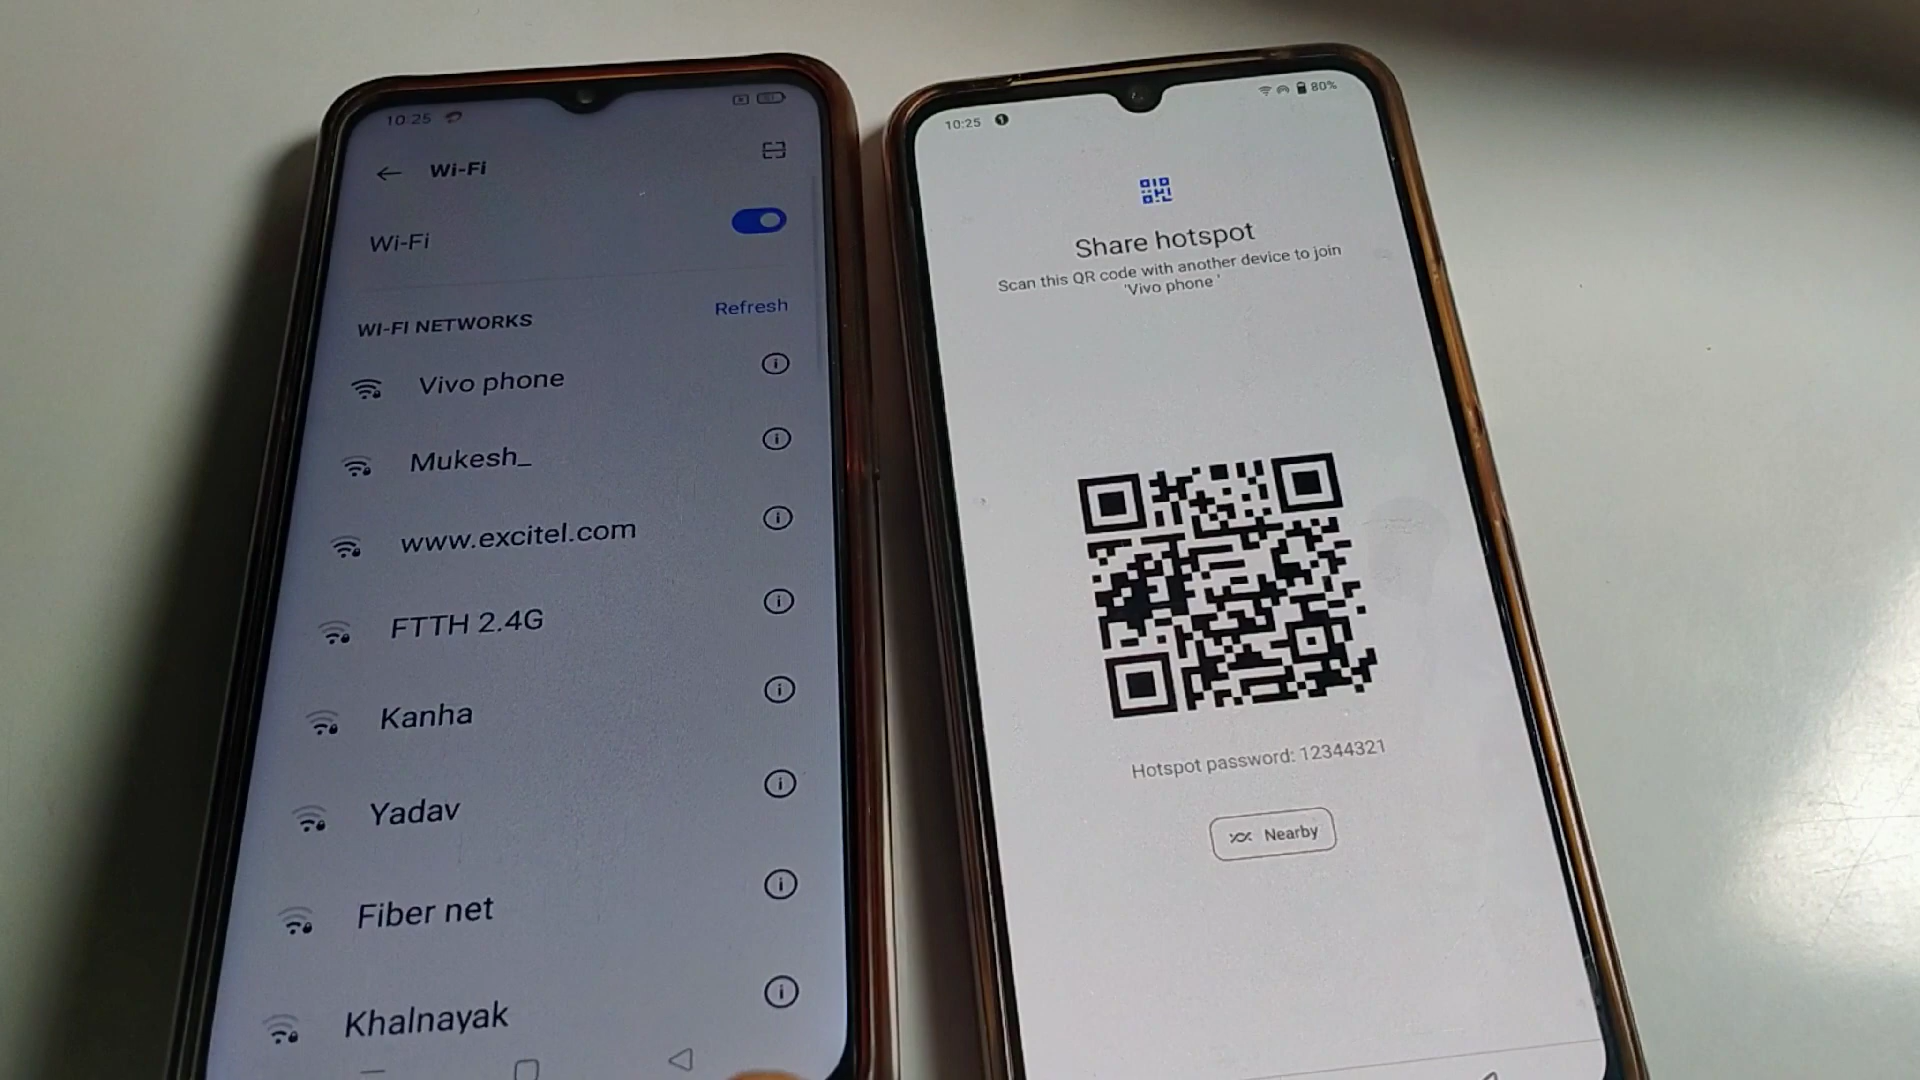 10:25
Wi-Fi
Wi-Fi
WI-FI NETWORKS
Refresh
Vivo phone
Mukesh_
www.excitel.com
FTTH 2.4G
Kanha
Yadav
Fiber net
Khalnayak
10:25
80%
Share hotspot
Scan this QR code with another device to join
'Vivo phone '
Hotspot password: 12344321
Nearby